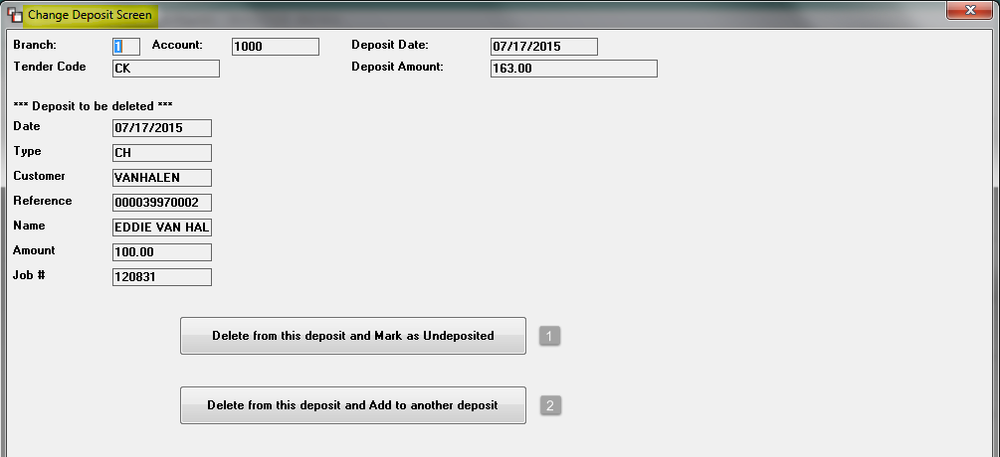 Change Deposit Screen
Branch: 1 Account: 1000 Deposit Date: 07/17/2015
Tender Code CK Deposit Amount: 163.00
*** Deposit to be deleted ***
Date 07/17/2015
Type CH
Customer VANHALEN
Reference 000039970002
Name EDDIE VAN HAL
Amount 100.00
Job # 120831
Delete from this deposit and Mark as Undeposited 1
Delete from this deposit and Add to another deposit 2